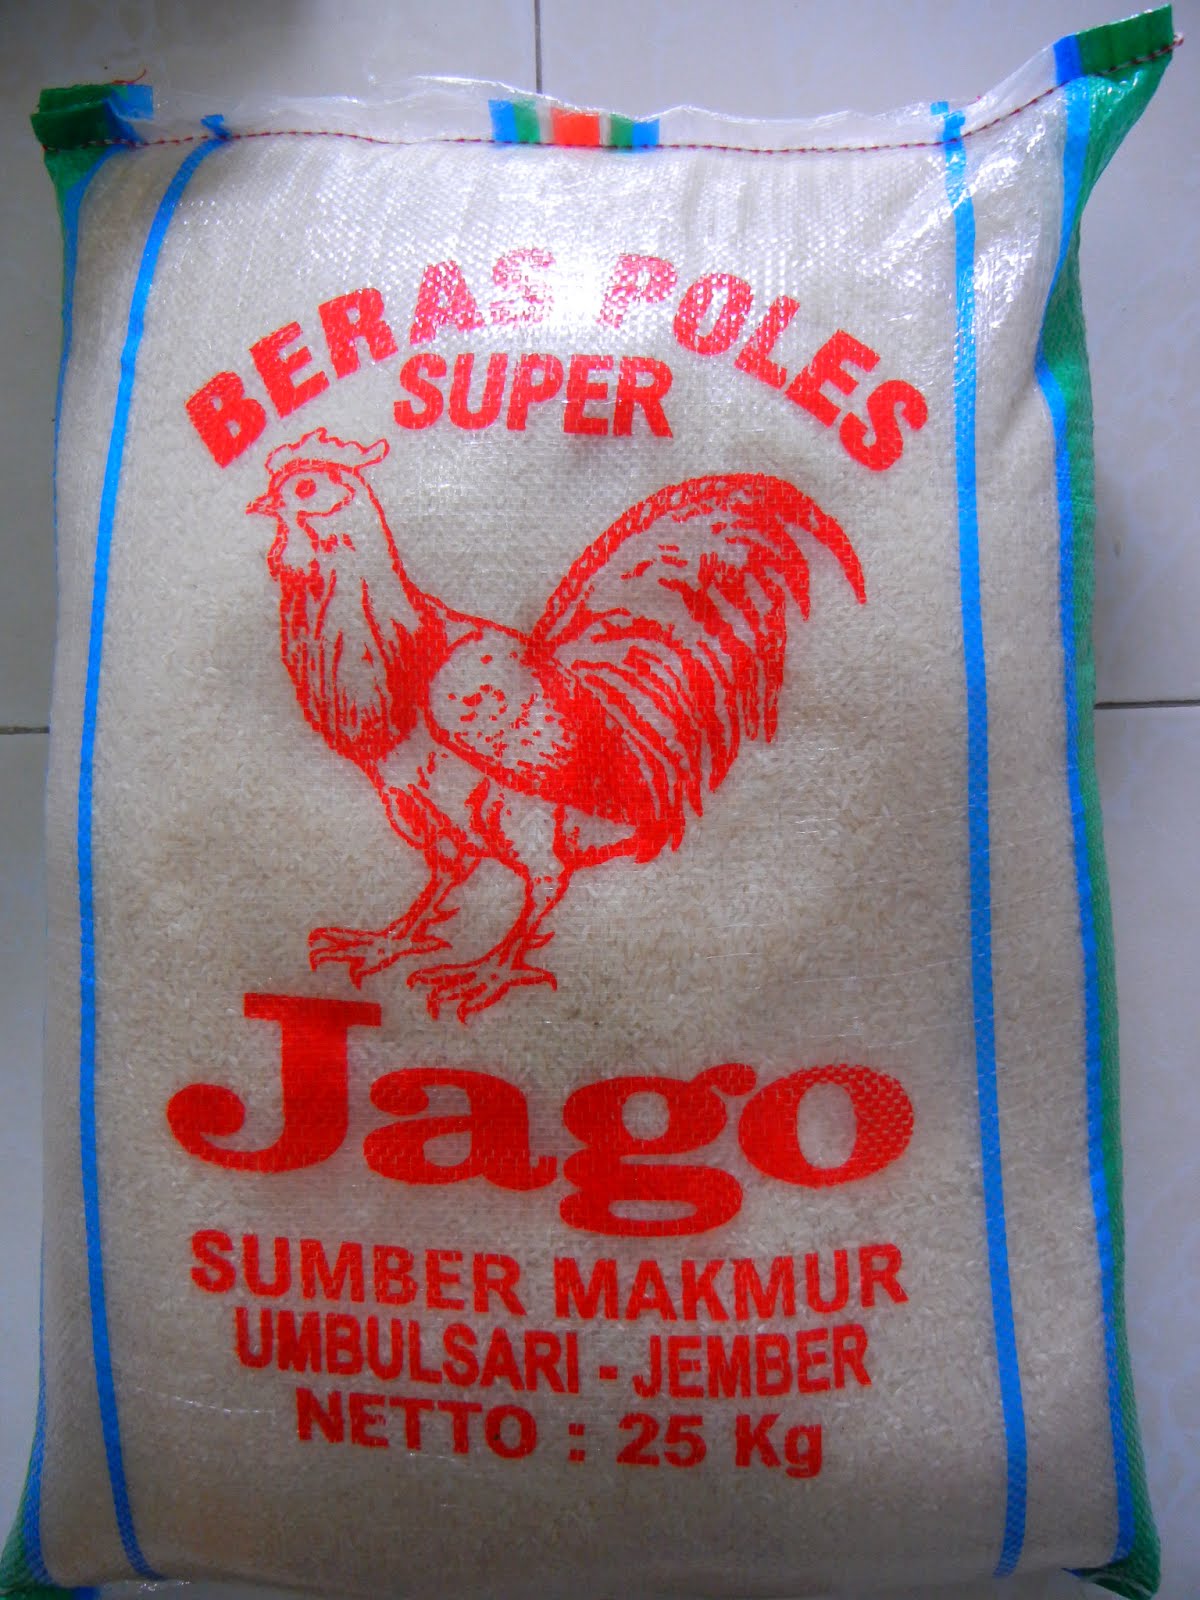 BERAS POLES
SUPER
Jago
SUMBER MAKMUR
UMBULSARI - JEMBER
NETTO : 25 Kg